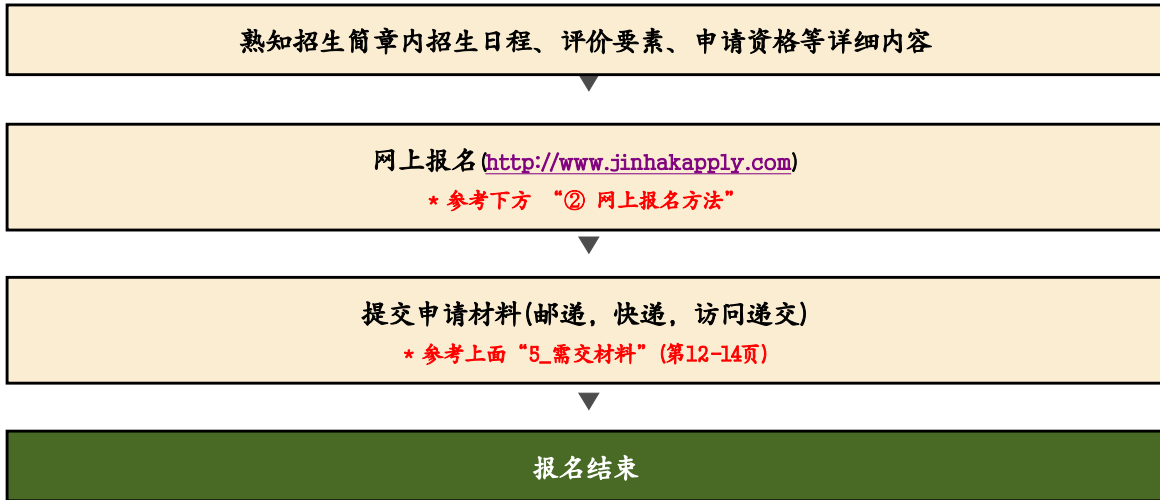 熟知招生简章内招生日程、评价要素、申请资格等详细内容
网上报名(http://www.jinhakapply.com)
* 参考下方 “② 网上报名方法”
提交申请材料(邮递, 快递, 访问递交)
* 参考上面“5_需交材料”(第12-14页)
报名结束